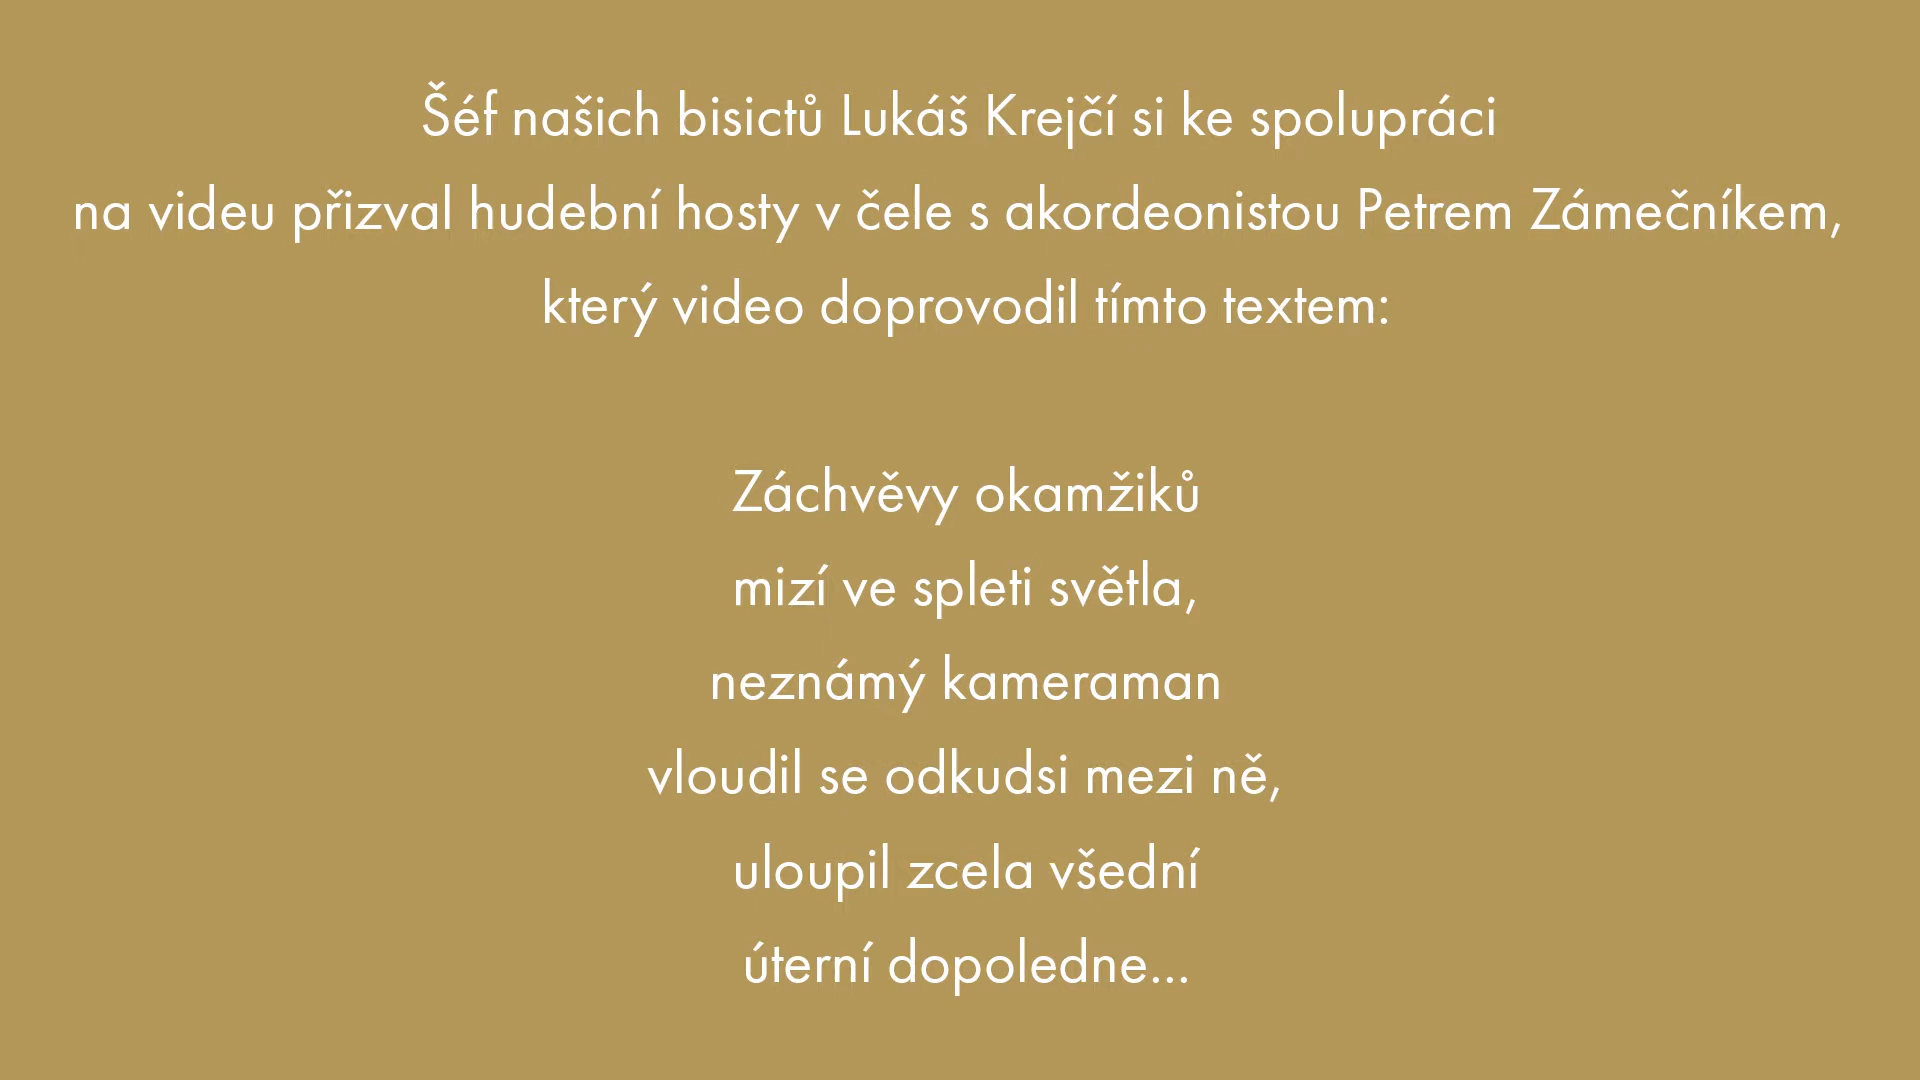 Šéf našich bisictů Lukáš Krejčí si ke spolupráci
na videu přizval hudební hosty v čele s akordeonistou Petrem Zámečníkem,
který video doprovodil tímto textem:
Záchvěvy okamžiků
mizí ve spleti světla,
neznámý kameraman
vloudil se odkudsi mezi ně,
uloupil zcela všední
úterní dopoledne...